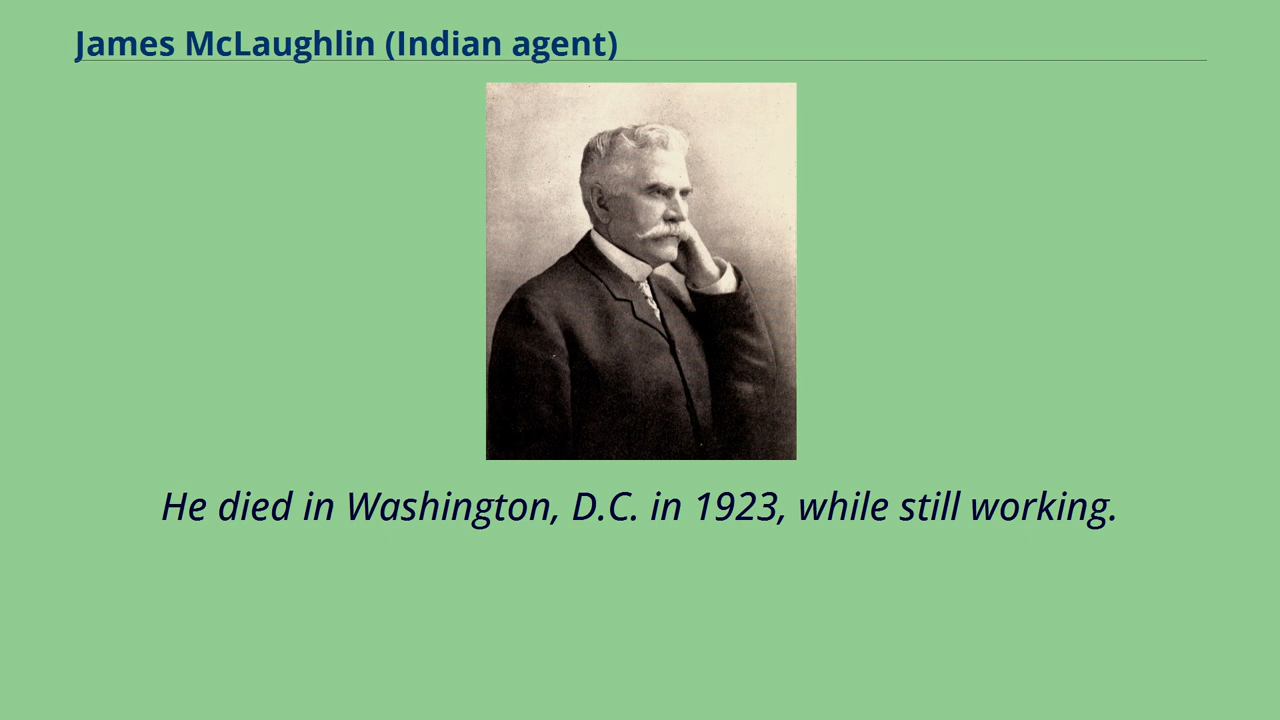 James McLaughlin (Indian agent)
He died in Washington, D.C. in 1923, while still working.